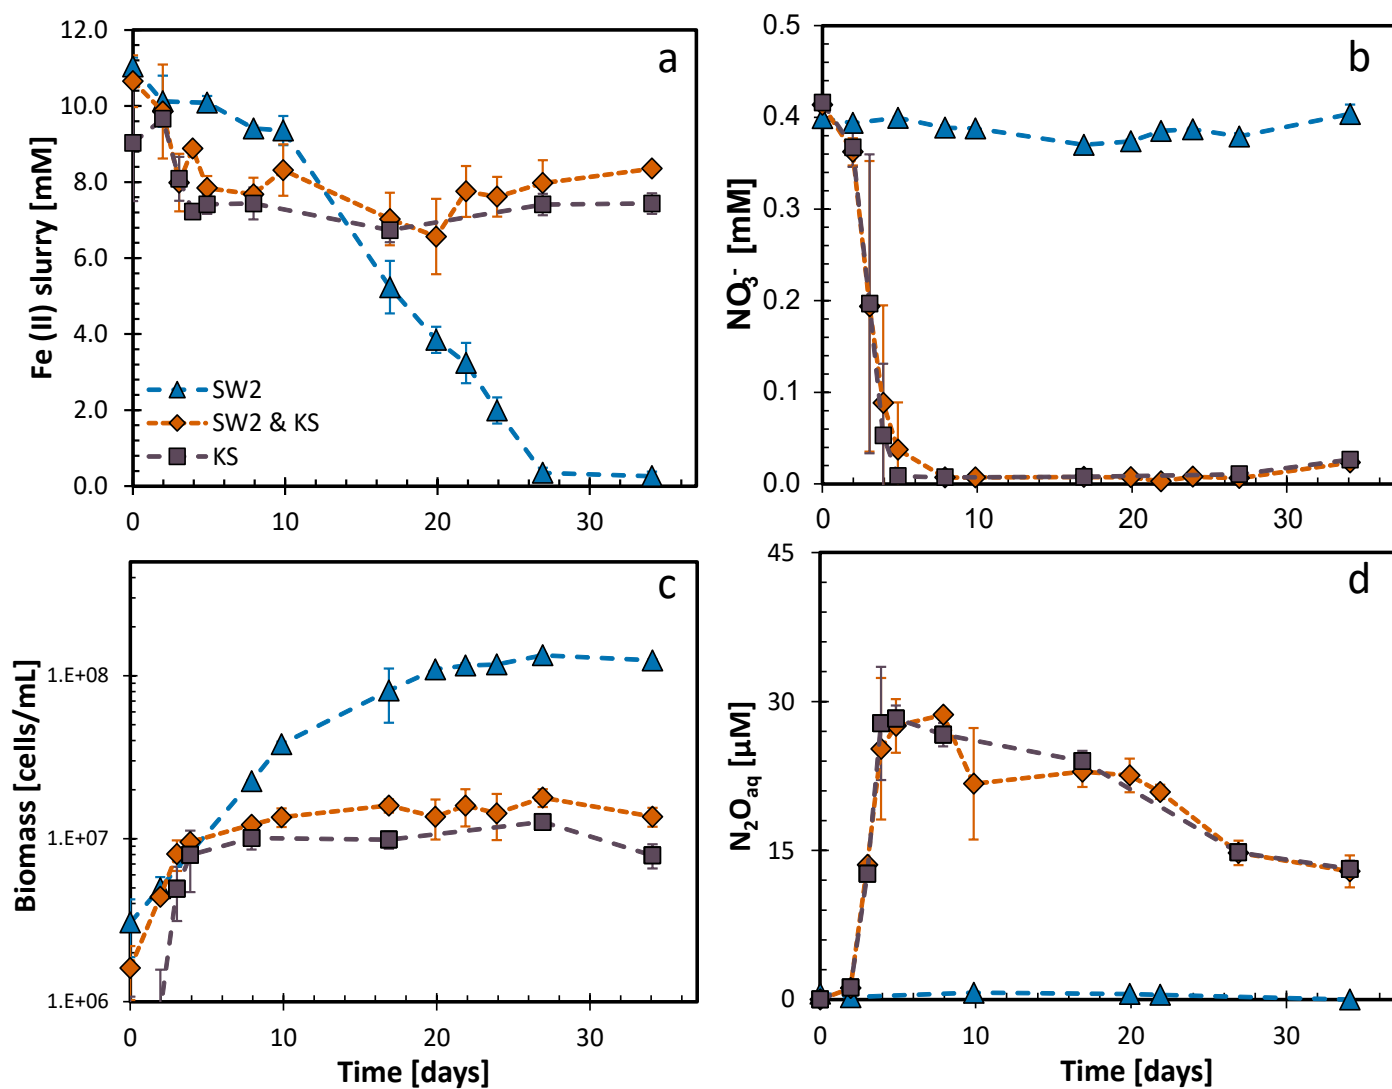 a
Fe (II) slurry [mM]
12.0
10.0
8.0
6.0
4.0
2.0
0.0
SW2
SW2 & KS
KS
0 10 20 30
b
NO₃⁻ [mM]
0.5
0.4
0.3
0.2
0.1
0.0
0 10 20 30
c
Biomass [cells/mL]
1.E+08
1.E+07
1.E+06
0 10 20 30
Time [days]
d
N₂Oaq [µM]
45
30
15
0
0 10 20 30
Time [days]